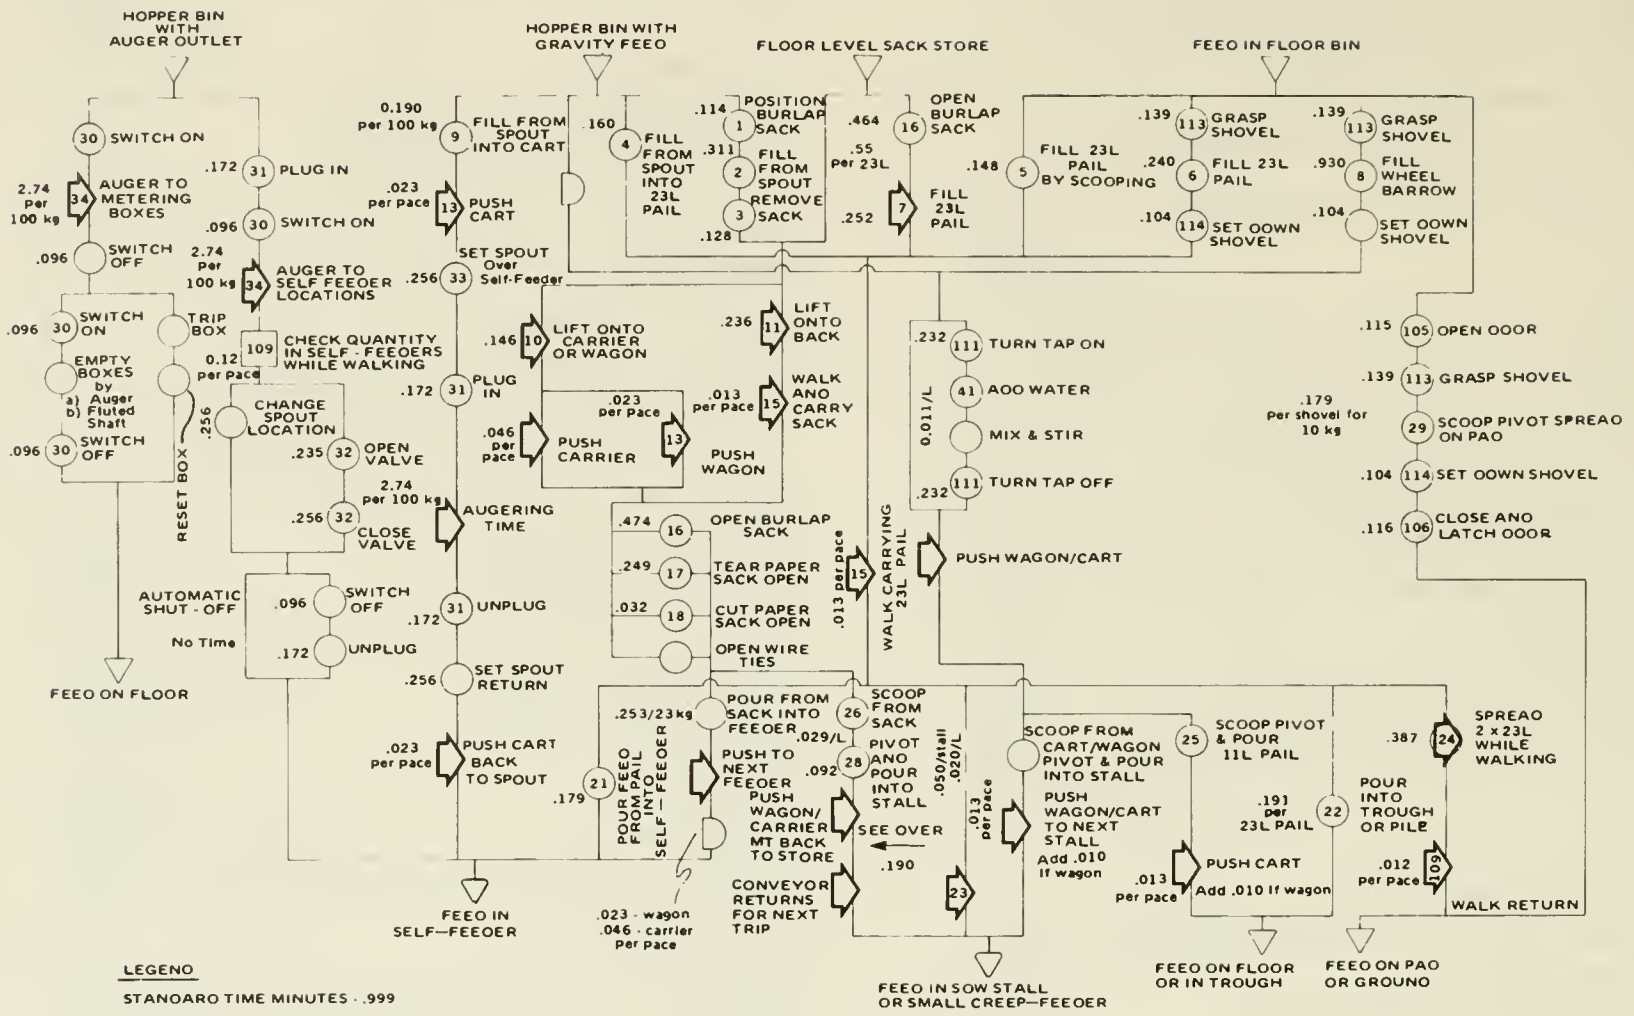 HOPPER BIN
WITH
AUGER OUTLET
HOPPER BIN WITH
GRAVITY FEEO
FLOOR LEVEL SACK STORE
FEEO IN FLOOR BIN
30 SWITCH ON
2.74
Per
100 kg
34
AUGER TO
METERING
BOXES
.096
SWITCH
OFF
.096
30
SWITCH
ON
EMPTY
BOXES
by
a) Auger
b) Fluted
Shaft
.096
30
SWITCH
OFF
TRIP
BOX
RESET BOX
FEEO ON FLOOR
.172
31 PLUG IN
.096
30 SWITCH ON
2.74
Per
100 kg
34
AUGER TO
SELF FEEDER
LOCATIONS
109
CHECK QUANTITY
IN SELF - FEEOERS
WHILE WALKING
0.12
per Pace
.256
CHANGE
SPOUT
LOCATION
.235
32
OPEN
VALVE
.256
32
CLOSE
VALVE
AUTOMATIC
SHUT - OFF
No Time
.096
SWITCH
OFF
.172
UNPLUG
0.190
per 100 kg
9
FILL FROM
SPOUT
INTO CART
.023
per pace
13
PUSH
CART
SET SPOUT
Over
Self-Feeder
.256
33
.172
31
PLUG
IN
2.74
per 100 kg
AUGERING
TIME
.172
31 UNPLUG
.256
SET SPOUT
RETURN
.023
per pace
PUSH CART
BACK
TO SPOUT
FEEO IN
SELF—FEEOER
.160
4
FILL
FROM
SPOUT
INTO
23L
PAIL
.114
1
POSITION
BURLAP
SACK
.311
2
FILL
FROM
SPOUT
3
REMOVE
SACK
.128
.464
16
OPEN
BURLAP
SACK
.55
per 23L
.252
7
FILL
23L
PAIL
.148
5
FILL 23L
PAIL
BY SCOOPING
.139
113
GRASP
SHOVEL
.240
6
FILL 23L
PAIL
.104
114
SET OOWN
SHOVEL
.139
113
GRASP
SHOVEL
.930
8
FILL
WHEEL
BARROW
.104
SET OOWN
SHOVEL
.146
10
LIFT ONTO
CARRIER
OR WAGON
.236
11
LIFT
ONTO
BACK
.046
per
pace
PUSH
CARRIER
.023
per pace
13
PUSH
WAGON
.013
per pace
15
WALK
AND
CARRY
SACK
.474
16
OPEN BURLAP
SACK
.249
17
TEAR PAPER
SACK OPEN
.032
18
CUT PAPER
SACK OPEN
OPEN WIRE
TIES
.013 per pace
15
WALK CARRYING
23L PAIL
.232
111 TURN TAP ON
0.011/L
41 AOO WATER
MIX & STIR
.232
111 TURN TAP OFF
PUSH WAGON/CART
.115
105 OPEN OOOR
.139
113 GRASP SHOVEL
.179
Per shovel for
10 kg
29
SCOOP PIVOT SPREAO
ON PAO
.104
114 SET OOWN SHOVEL
.116
106
CLOSE AND
LATCH OOOR
.179
21
POUR FEEO
FROM PAIL
INTO
SELF—FEEOER
.253/23kg
POUR FROM
SACK INTO
FEEOER
PUSH TO
NEXT
FEEOER
.023 - wagon
.046 - carrier
Per pace
26
SCOOP
FROM
SACK
.029/L
.092
28
PIVOT
AND
POUR
INTO
STALL
PUSH
WAGON/
CARRIER
MT BACK
TO STORE
SEE OVER
.190
CONVEYOR
RETURNS
FOR NEXT
TRIP
.050/stall
.020/L
23
SCOOP FROM
CART/WAGON
PIVOT & POUR
INTO STALL
.013
per pace
PUSH
WAGON/CART
TO NEXT
STALL
Add .010
If wagon
FEEO IN SOW STALL
OR SMALL CREEP—FEEOER
25
SCOOP PIVOT
& POUR
11L PAIL
.013
per pace
PUSH CART
Add .010 If wagon
.191
per
23L PAIL
22
POUR
INTO
TROUGH
OR PILE
FEEO ON FLOOR
OR IN TROUGH
.387
24
SPREAO
2 x 23L
WHILE
WALKING
.012
per pace
109
WALK RETURN
FEEO ON PAO
OR GROUND
LEGENO
STANOARO TIME MINUTES - .999